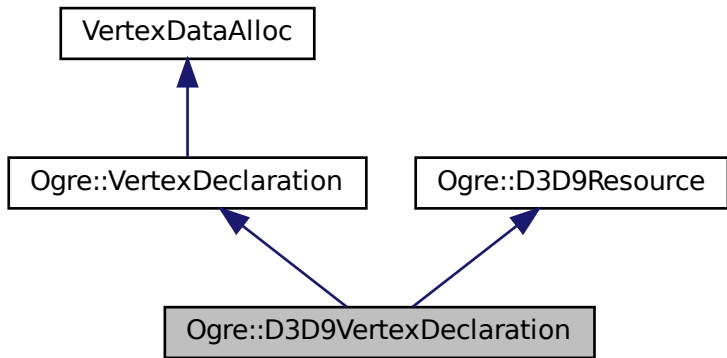 VertexDataAlloc
Ogre::VertexDeclaration
Ogre::D3D9Resource
Ogre::D3D9VertexDeclaration